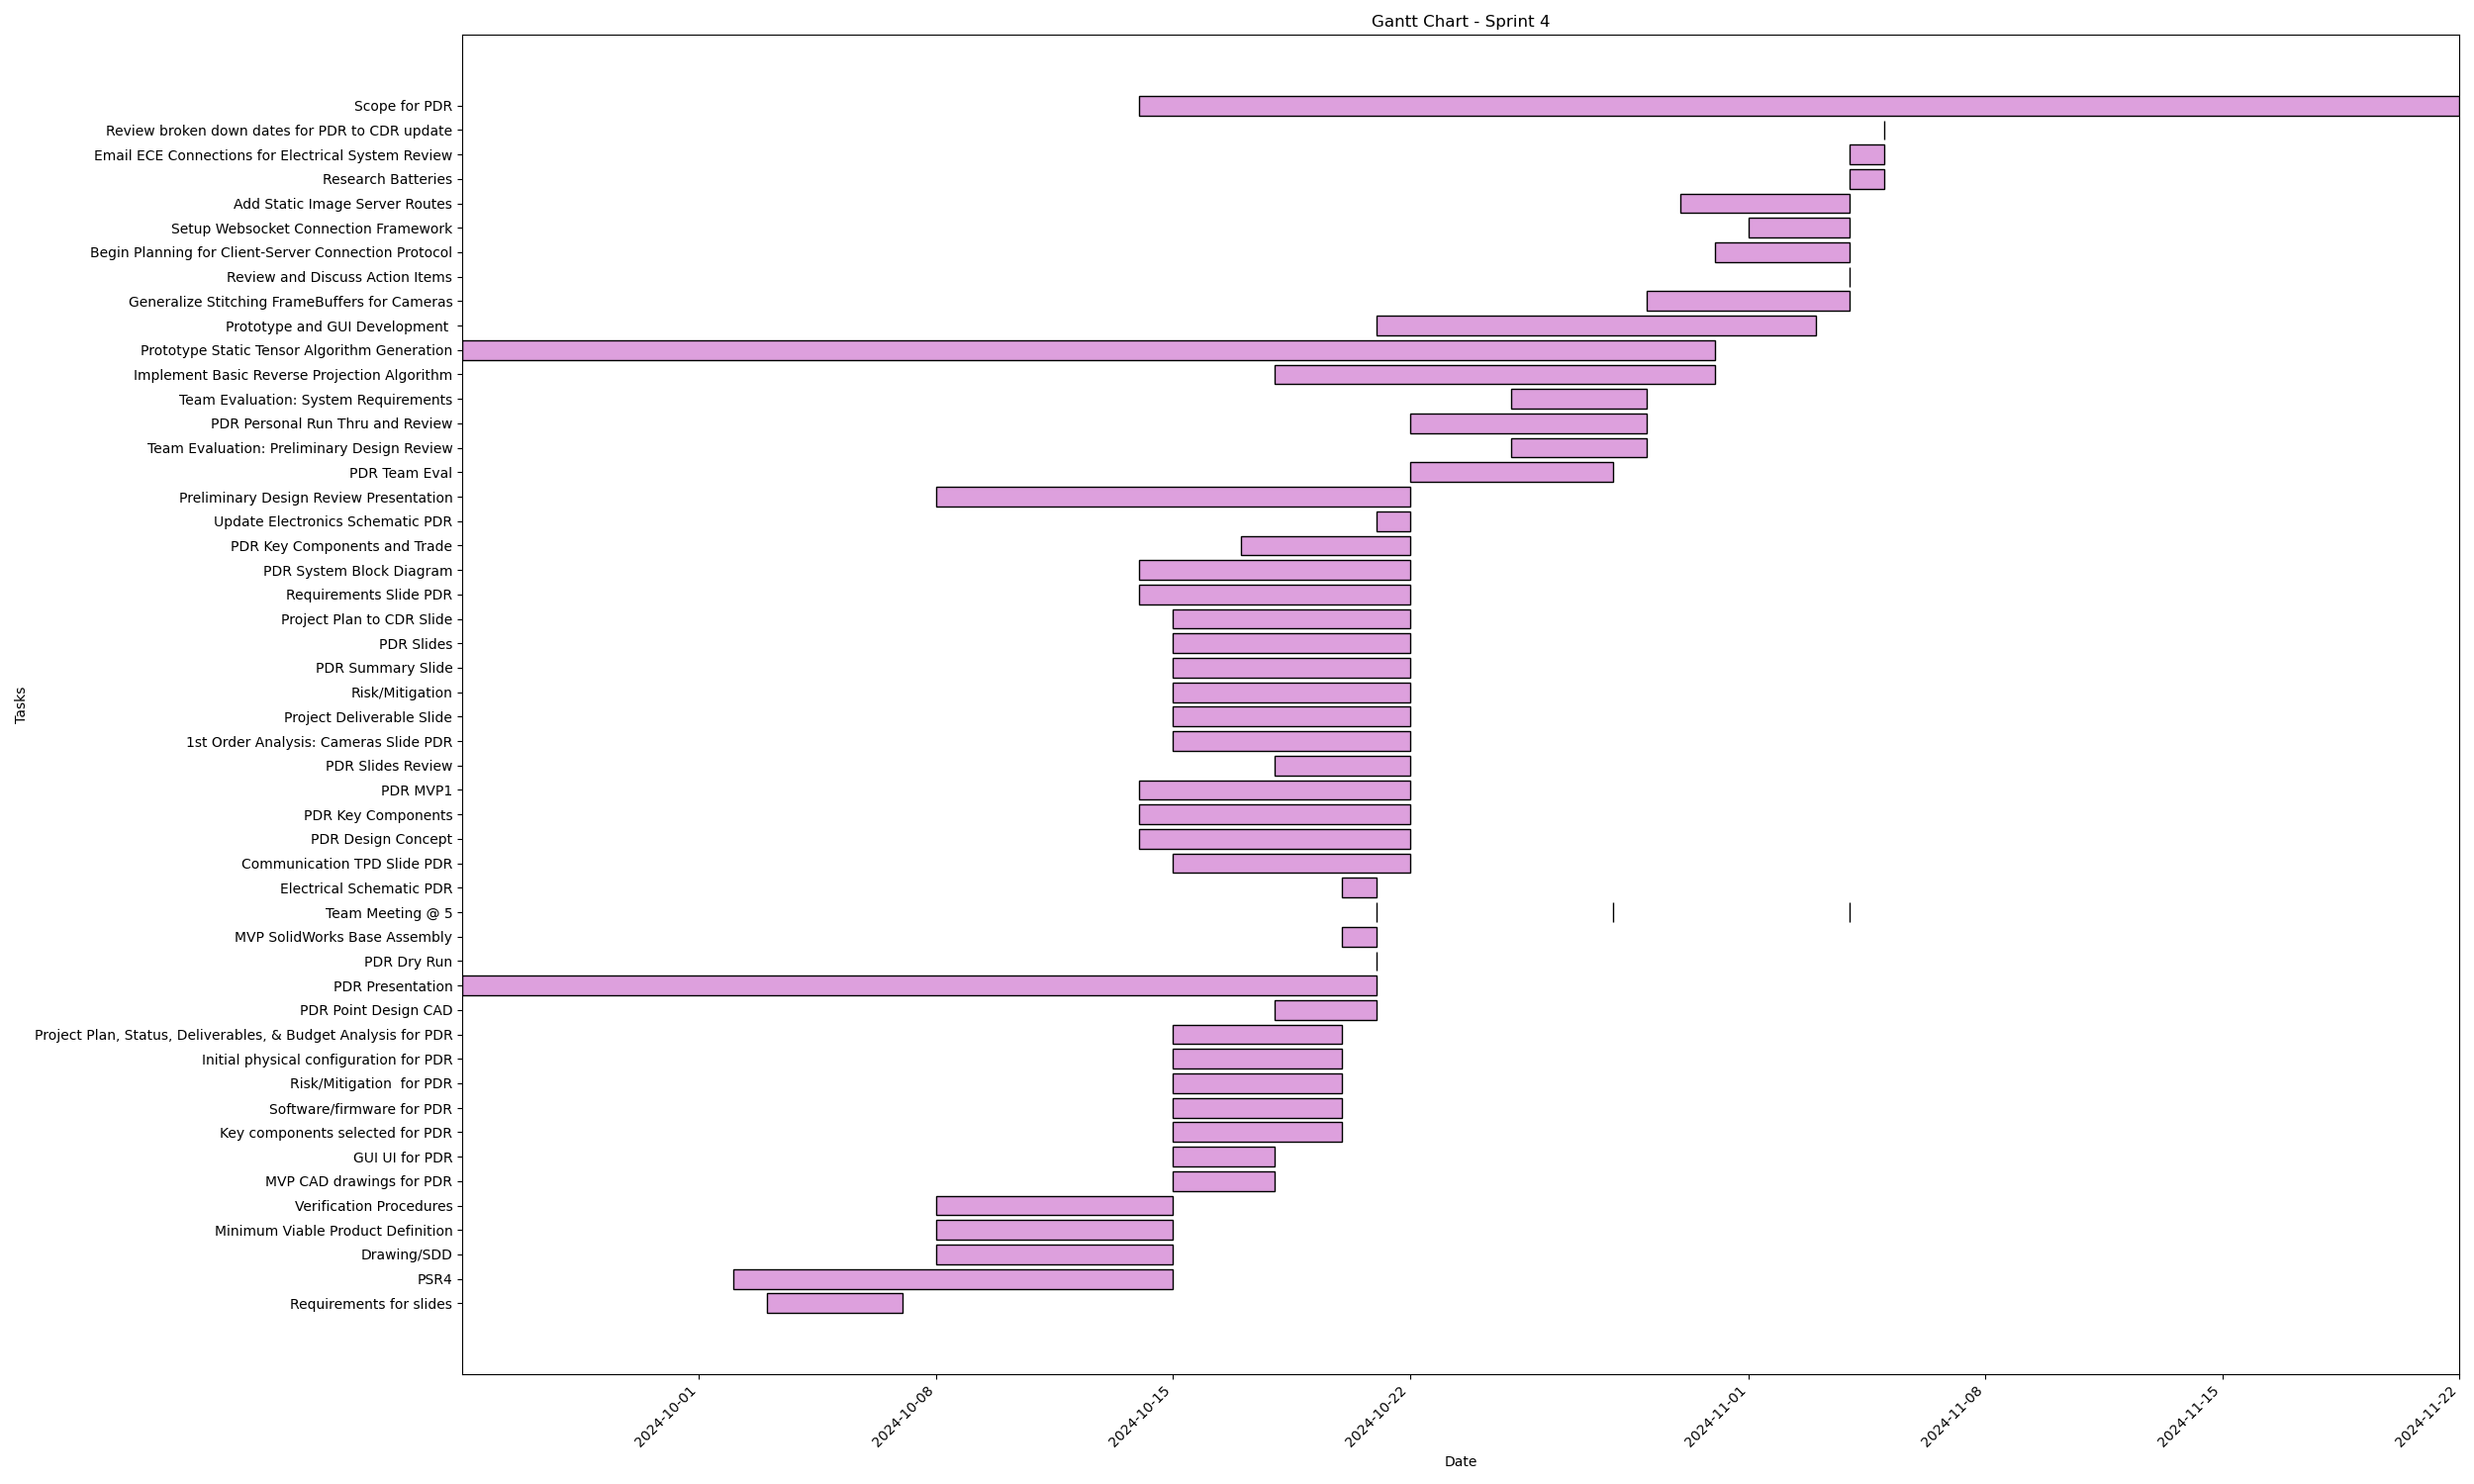 Gantt Chart - Sprint 4
Scope for PDR
Review broken down dates for PDR to CDR update
Email ECE Connections for Electrical System Review
Research Batteries
Add Static Image Server Routes
Setup Websocket Connection Framework
Begin Planning for Client-Server Connection Protocol
Review and Discuss Action Items
Generalize Stitching FrameBuffers for Cameras
Prototype and GUI Development
Prototype Static Tensor Algorithm Generation
Implement Basic Reverse Projection Algorithm
Team Evaluation: System Requirements
PDR Personal Run Thru and Review
Team Evaluation: Preliminary Design Review
PDR Team Eval
Preliminary Design Review Presentation
Update Electronics Schematic PDR
PDR Key Components and Trade
PDR System Block Diagram
Requirements Slide PDR
Project Plan to CDR Slide
PDR Slides
PDR Summary Slide
Risk/Mitigation
Project Deliverable Slide
1st Order Analysis: Cameras Slide PDR
PDR Slides Review
PDR MVP1
PDR Key Components
PDR Design Concept
Communication TPD Slide PDR
Electrical Schematic PDR
Team Meeting @ 5
MVP SolidWorks Base Assembly
PDR Dry Run
PDR Presentation
PDR Point Design CAD
Project Plan, Status, Deliverables, & Budget Analysis for PDR
Initial physical configuration for PDR
Risk/Mitigation  for PDR
Software/firmware for PDR
Key components selected for PDR
GUI UI for PDR
MVP CAD drawings for PDR
Verification Procedures
Minimum Viable Product Definition
Drawing/SDD
PSR4
Requirements for slides
Tasks
2024-10-01
2024-10-08
2024-10-15
2024-10-22
2024-11-01
2024-11-08
2024-11-15
2024-11-22
Date